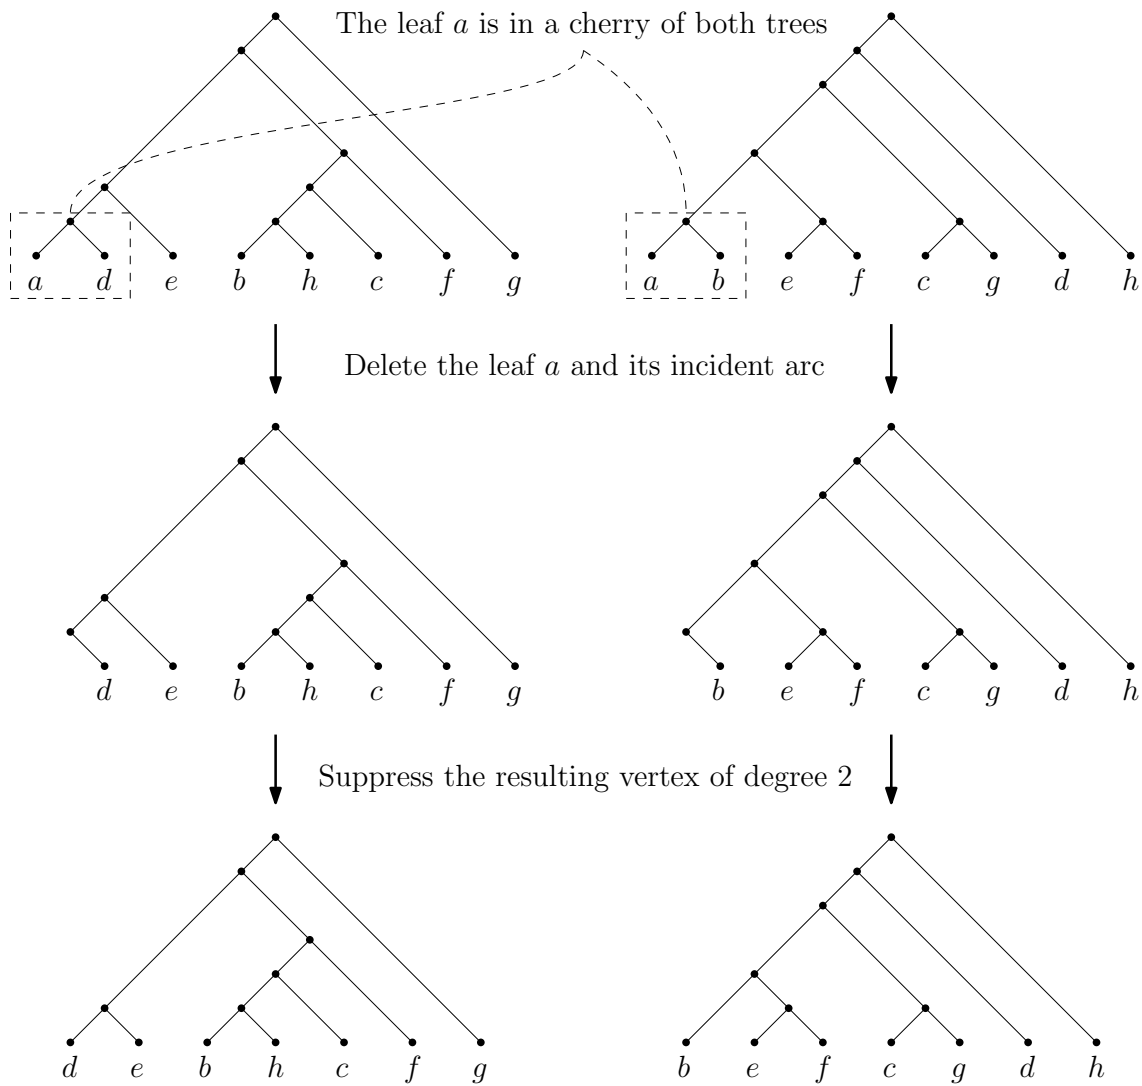 The leaf a is in a cherry of both trees
a d e b h c f g
a b e f c g d h
Delete the leaf a and its incident arc
d e b h c f g
b e f c g d h
Suppress the resulting vertex of degree 2
d e b h c f g
b e f c g d h